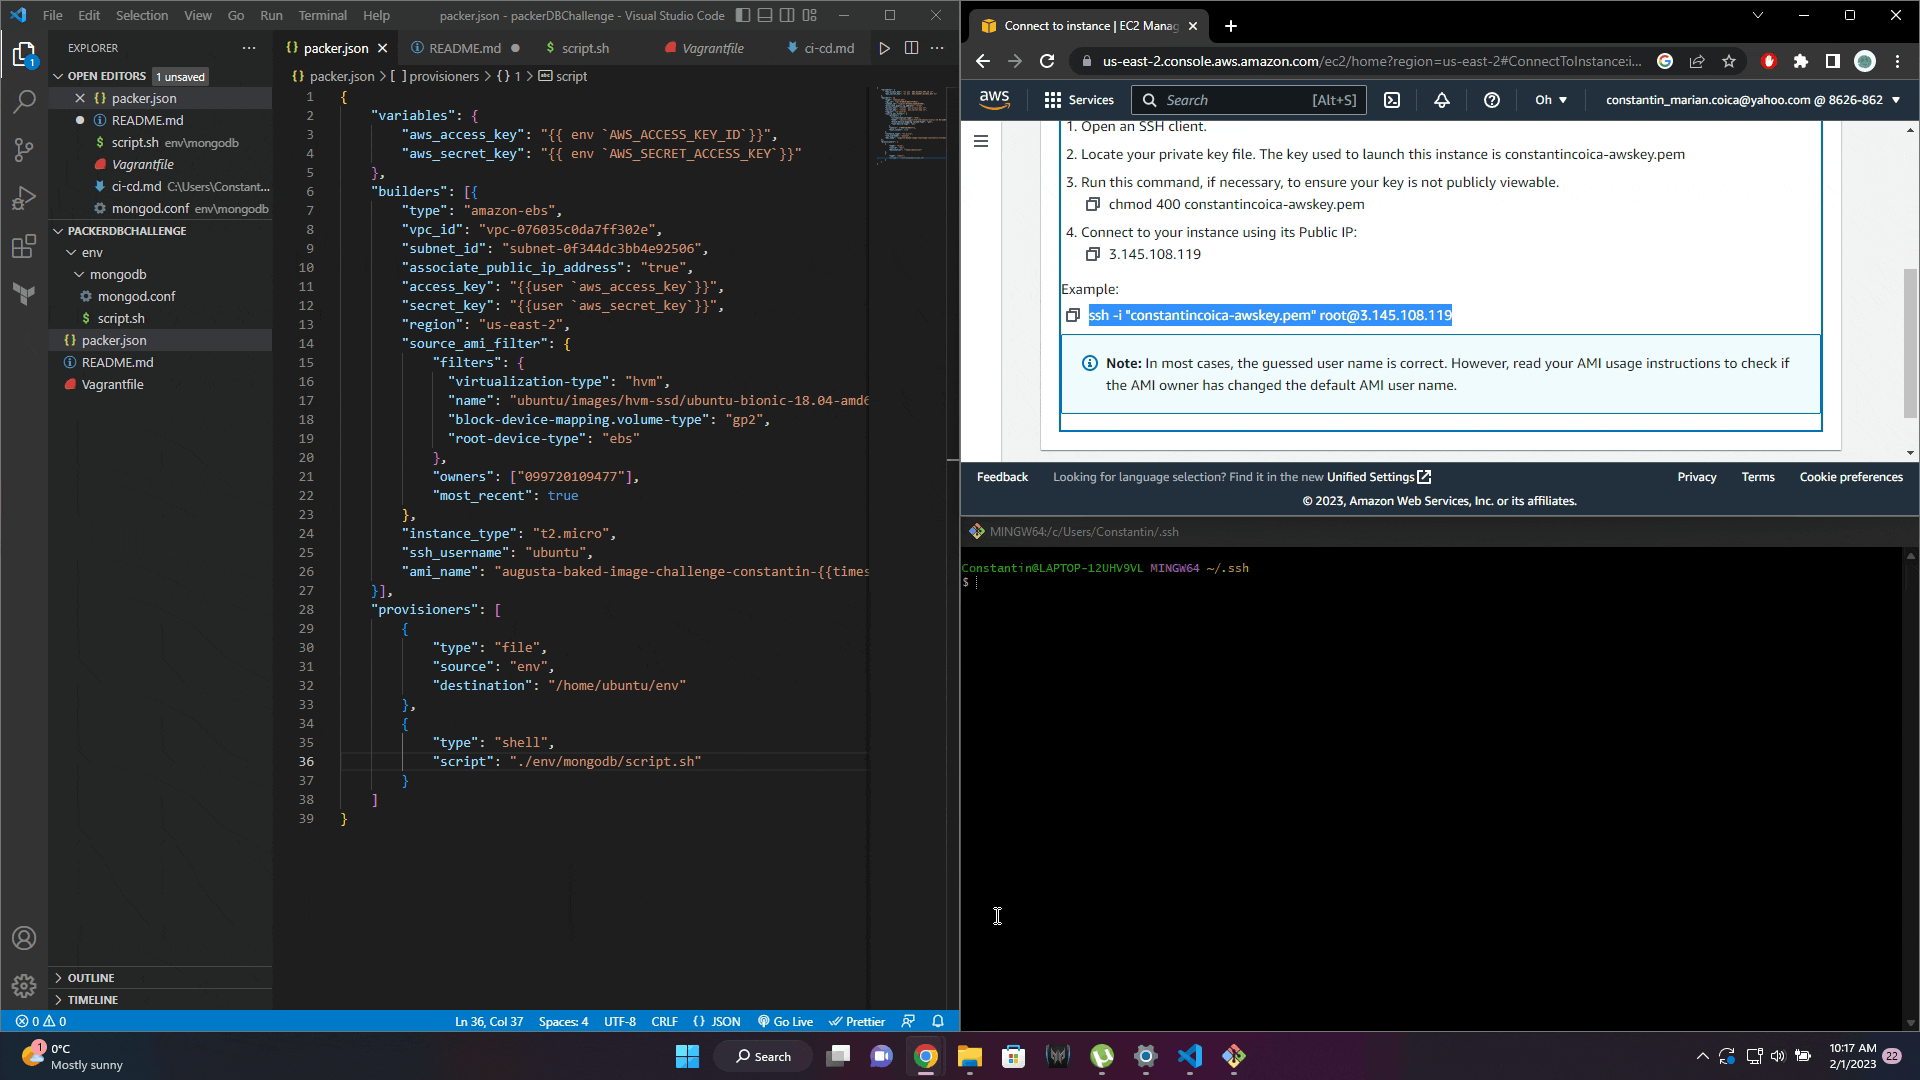 File Edit Selection View Go Run Terminal Help
packer.json - packerDBChallenge - Visual Studio Code
EXPLORER
OPEN EDITORS 1 unsaved
packer.json
README.md
script.sh env\mongodb
Vagrantfile
ci-cd.md C:\Users\Constant...
mongod.conf env\mongodb
PACKERDBCHALLENGE
env
mongodb
mongod.conf
script.sh
packer.json
README.md
Vagrantfile
OUTLINE
TIMELINE
packer.json README.md script.sh Vagrantfile ci-cd.md
packer.json > [ ] provisioners > { } 1 > script
1 {
2 "variables": {
3 "aws_access_key": "{{ env `AWS_ACCESS_KEY_ID`}}",
4 "aws_secret_key": "{{ env `AWS_SECRET_ACCESS_KEY`}}"
5 },
6 "builders": [{
7 "type": "amazon-ebs",
8 "vpc_id": "vpc-076035c0da7ff302e",
9 "subnet_id": "subnet-0f344dc3bb4e92506",
10 "associate_public_ip_address": "true",
11 "access_key": "{{user `aws_access_key`}}",
12 "secret_key": "{{user `aws_secret_key`}}",
13 "region": "us-east-2",
14 "source_ami_filter": {
15 "filters": {
16 "virtualization-type": "hvm",
17 "name": "ubuntu/images/hvm-ssd/ubuntu-bionic-18.04-amd6
18 "block-device-mapping.volume-type": "gp2",
19 "root-device-type": "ebs"
20 },
21 "owners": ["099720109477"],
22 "most_recent": true
23 },
24 "instance_type": "t2.micro",
25 "ssh_username": "ubuntu",
26 "ami_name": "augusta-baked-image-challenge-constantin-{{times
27 }],
28 "provisioners": [
29 {
30 "type": "file",
31 "source": "env",
32 "destination": "/home/ubuntu/env"
33 },
34 {
35 "type": "shell",
36 "script": "./env/mongodb/script.sh"
37 }
38 ]
39 }
0 0 Ln 36, Col 37 Spaces: 4 UTF-8 CRLF { } JSON Go Live Prettier
Connect to instance | EC2 Manag
us-east-2.console.aws.amazon.com/ec2/home?region=us-east-2#ConnectToInstance:i...
aws Services Search [Alt+S] Oh constantin_marian.coica@yahoo.com @ 8626-862
1. Open an SSH client.
2. Locate your private key file. The key used to launch this instance is constantincoica-awskey.pem
3. Run this command, if necessary, to ensure your key is not publicly viewable.
chmod 400 constantincoica-awskey.pem
4. Connect to your instance using its Public IP:
3.145.108.119
Example:
ssh -i "constantincoica-awskey.pem" root@3.145.108.119
Note: In most cases, the guessed user name is correct. However, read your AMI usage instructions to check if
the AMI owner has changed the default AMI user name.
Feedback Looking for language selection? Find it in the new Unified Settings Privacy Terms Cookie preferences
© 2023, Amazon Web Services, Inc. or its affiliates.
MINGW64:/c/Users/Constantin/.ssh
Constantin@LAPTOP-12UHV9VL MINGW64 ~/.ssh
$
1 0°C
Mostly sunny
Search
10:17 AM
2/1/2023
22